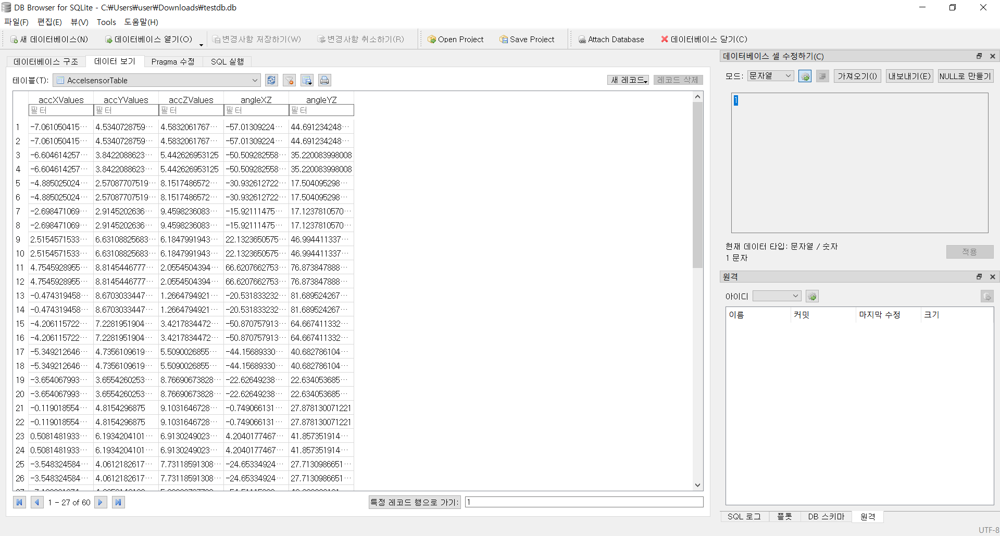 DB Browser for SQLite - C:₩Users₩user₩Downloads₩testdb.db
파일(F) 편집(E) 뷰(V) Tools 도움말(H)
새 데이터베이스(N) 데이터베이스 열기(O) 변경사항 저장하기(W) 변경사항 취소하기(R) Open Project Save Project Attach Database 데이터베이스 닫기(C)
데이터베이스 구조 데이터 보기 Pragma 수정 SQL 실행
테이블(T): AccelsensorTable 새 레코드 레코드 삭제
accXValues accYValues accZValues angleXZ angleYZ
필터 필터 필터 필터 필터
1 -7.061050415… 4.5340728759… 4.5832061767… -57.01309224… 44.691234248…
2 -7.061050415… 4.5340728759… 4.5832061767… -57.01309224… 44.691234248…
3 -6.604614257… 3.8422088623… 5.442626953125 -50.509282558… 35.220083998008
4 -6.604614257… 3.8422088623… 5.442626953125 -50.509282558… 35.220083998008
5 -4.885025024… 2.57087707519… 8.1517486572… -30.932612722… 17.504095298…
6 -4.885025024… 2.57087707519… 8.1517486572… -30.932612722… 17.504095298…
7 -2.698471069… 2.9145202636… 9.4598236083… -15.92111475… 17.1237810570…
8 -2.698471069… 2.9145202636… 9.4598236083… -15.92111475… 17.1237810570…
9 2.5154571533… 6.63108825683… 6.1847991943… 22.1323650575… 46.994411337…
10 2.5154571533… 6.63108825683… 6.1847991943… 22.1323650575… 46.994411337…
11 4.7545928955… 8.8145446777… 2.0554504394… 66.6207662753… 76.873847888…
12 4.7545928955… 8.8145446777… 2.0554504394… 66.6207662753… 76.873847888…
13 -0.474319458… 8.6703033447… 1.2664794921… -20.531833232… 81.689524267…
14 -0.474319458… 8.6703033447… 1.2664794921… -20.531833232… 81.689524267…
15 -4.206115722… 7.2281951904… 3.4217834472… -50.870757913… 64.667411332…
16 -4.206115722… 7.2281951904… 3.4217834472… -50.870757913… 64.667411332…
17 -5.349212646… 4.7356109619… 5.5090026855… -44.15689330… 40.682786104…
18 -5.349212646… 4.7356109619… 5.5090026855… -44.15689330… 40.682786104…
19 -3.654067993… 3.6554260253… 8.76690673828… -22.62649238… 22.634053685…
20 -3.654067993… 3.6554260253… 8.76690673828… -22.62649238… 22.634053685…
21 -0.119018554… 4.8154296875 9.1031646728… -0.749066131… 27.878130071221
22 -0.119018554… 4.8154296875 9.1031646728… -0.749066131… 27.878130071221
23 0.5081481933… 6.1934204101… 6.9130249023… 4.2040177467… 41.857351914…
24 0.5081481933… 6.1934204101… 6.9130249023… 4.2040177467… 41.857351914…
25 -3.548324584… 4.0612182617… 7.73118591308… -24.65334924… 27.7130986651…
26 -3.548324584… 4.0612182617… 7.73118591308… -24.65334924… 27.7130986651…
1 - 27 of 60 특정 레코드 행으로 가기: 1
데이터베이스 셀 수정하기(C)
모드: 문자열 가져오기(I) 내보내기(E) NULL로 만들기
1
현재 데이터 타입: 문자열 / 숫자
1 문자
적용
원격
아이디
이름 커밋 마지막 수정 크기
SQL 로그 플롯 DB 스키마 원격
UTF-8